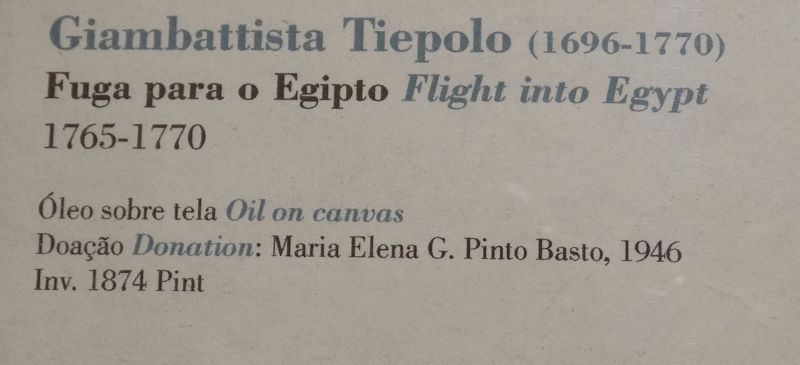 Giambattista Tiepolo (1696-1770)
Fuga para o Egipto Flight into Egypt
1765-1770
Óleo sobre tela Oil on canvas
Doação Donation: Maria Elena G. Pinto Basto, 1946
Inv. 1874 Pint